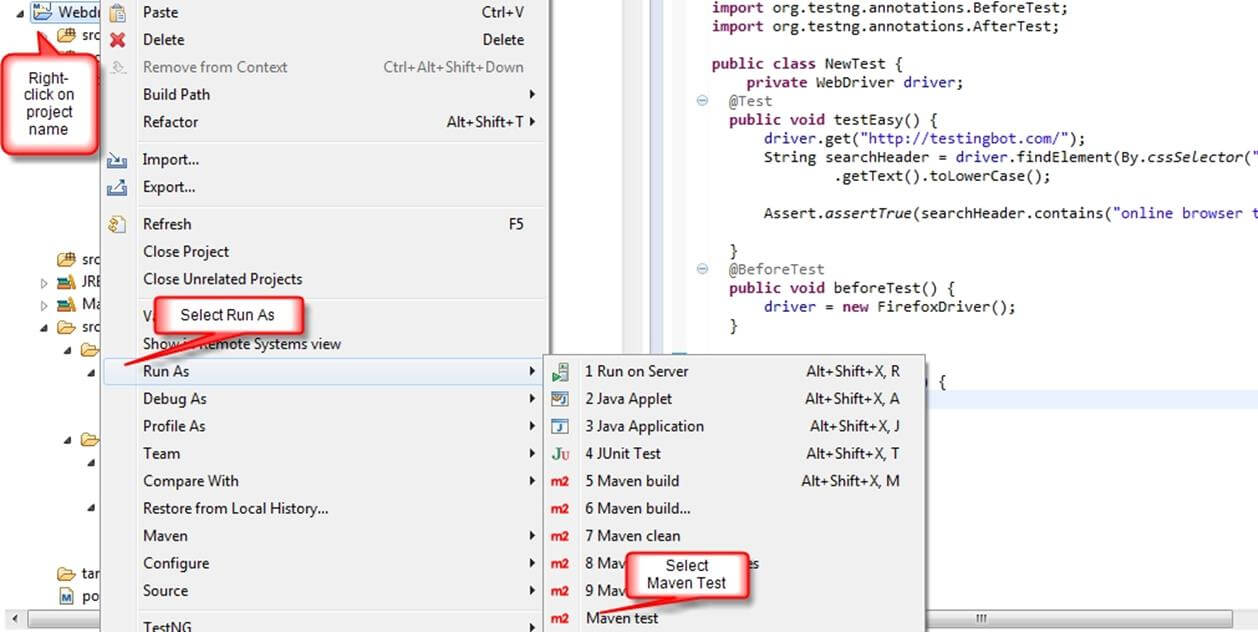 Webdr
src
Right-
click on
project
name
src
JRE
Ma
src
tar
po
Paste Ctrl+V
Delete Delete
Remove from Context Ctrl+Alt+Shift+Down
Build Path
Refactor Alt+Shift+T
Import...
Export...
Refresh F5
Close Project
Close Unrelated Projects
Select Run As
Show in Remote Systems view
Run As
Debug As
Profile As
Team
Compare With
Restore from Local History...
Maven
Configure
Source
TestNG
1 Run on Server Alt+Shift+X, R
2 Java Applet Alt+Shift+X, A
3 Java Application Alt+Shift+X, J
4 JUnit Test Alt+Shift+X, T
m2 5 Maven build Alt+Shift+X, M
m2 6 Maven build...
m2 7 Maven clean
m2 8 Mav
m2 9 Mav
m2 Maven test
Select
Maven Test
import org.testng.annotations.BeforeTest;
import org.testng.annotations.AfterTest;
public class NewTest {
private WebDriver driver;
@Test
public void testEasy() {
driver.get("http://testingbot.com/");
String searchHeader = driver.findElement(By.cssSelector("
.getText().toLowerCase();
Assert.assertTrue(searchHeader.contains("online browser t
}
@BeforeTest
public void beforeTest() {
driver = new FirefoxDriver();
}
) {